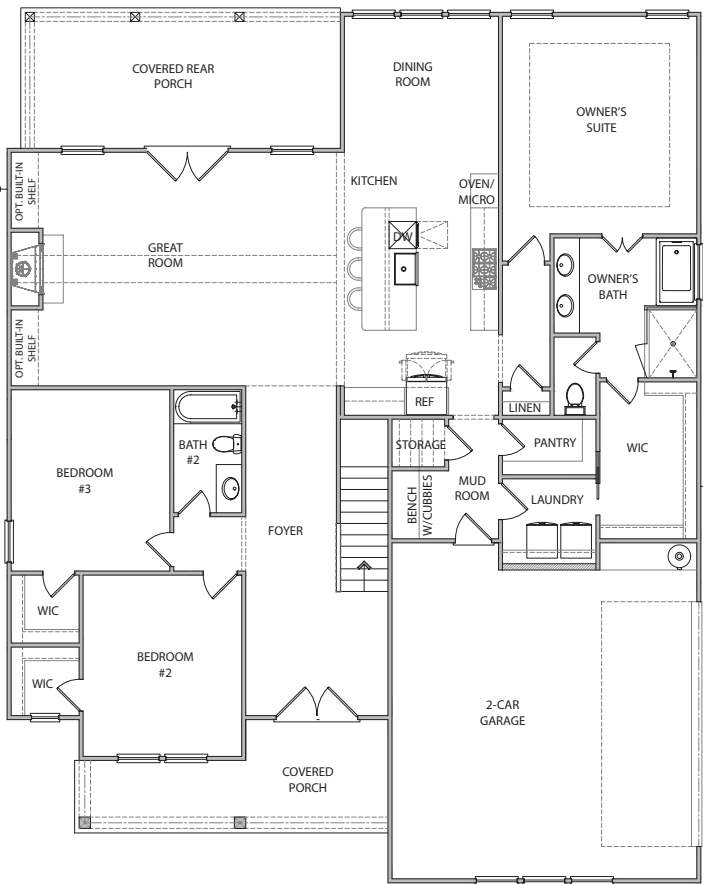 COVERED REAR
PORCH
DINING
ROOM
OWNER'S
SUITE
OPT. BUILT-IN
SHELF
KITCHEN
OVEN/
MICRO
DW
GREAT
ROOM
OWNER'S
BATH
OPT. BUILT-IN
SHELF
REF
LINEN
BATH
#2
STORAGE
PANTRY
WIC
BEDROOM
#3
BENCH
W/CUBBIES
MUD
ROOM
LAUNDRY
FOYER
WIC
BEDROOM
#2
WIC
2-CAR
GARAGE
COVERED
PORCH